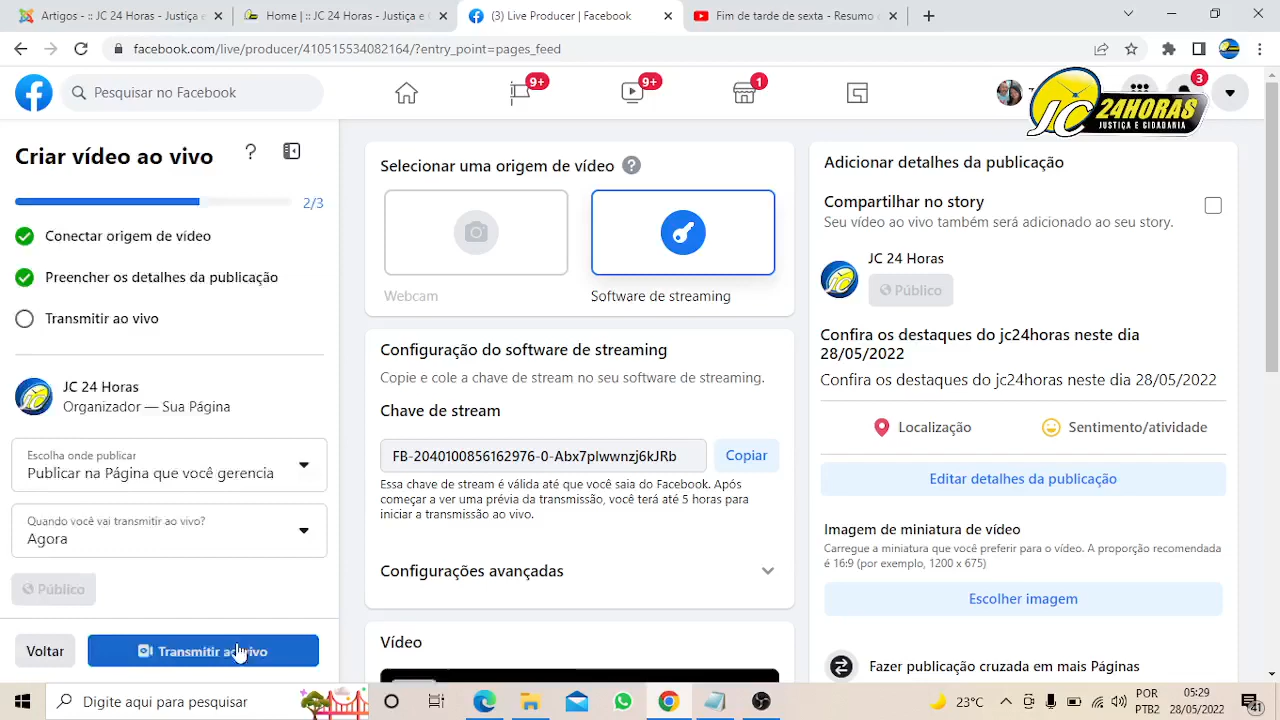 Artigos - JC 24 Horas - Justiça e
Home | :: JC 24 Horas - Justiça e
(3) Live Producer | Facebook
Fim de tarde de sexta - Resumo
facebook.com/live/producer/410515534082164/?entry_point=pages_feed
Pesquisar no Facebook
9+
9+
1
3
JC 24HORAS
JUSTIÇA E CIDADANIA
Criar vídeo ao vivo
2/3
Conectar origem de vídeo
Preencher os detalhes da publicação
Transmitir ao vivo
JC 24 Horas
Organizador — Sua Página
Escolha onde publicar
Publicar na Página que você gerencia
Quando você vai transmitir ao vivo?
Agora
Público
Voltar
Transmitir ao vivo
Selecionar uma origem de vídeo
Webcam
Software de streaming
Configuração do software de streaming
Copie e cole a chave de stream no seu software de streaming.
Chave de stream
FB-2040100856162976-0-Abx7plwwnzj6kJRb
Copiar
Essa chave de stream é válida até que você saia do Facebook. Após
começar a ver uma prévia da transmissão, você terá até 5 horas para
iniciar a transmissão ao vivo.
Configurações avançadas
Vídeo
Adicionar detalhes da publicação
Compartilhar no story
Seu vídeo ao vivo também será adicionado ao seu story.
JC 24 Horas
Público
Confira os destaques do jc24horas neste dia
28/05/2022
Confira os destaques do jc24horas neste dia 28/05/2022
Localização
Sentimento/atividade
Editar detalhes da publicação
Imagem de miniatura de vídeo
Carregue a miniatura que você preferir para o vídeo. A proporção recomendada
é 16:9 (por exemplo, 1200 x 675)
Escolher imagem
Fazer publicação cruzada em mais Páginas
Digite aqui para pesquisar
23°C
POR
PTB2
05:29
28/05/2022
41